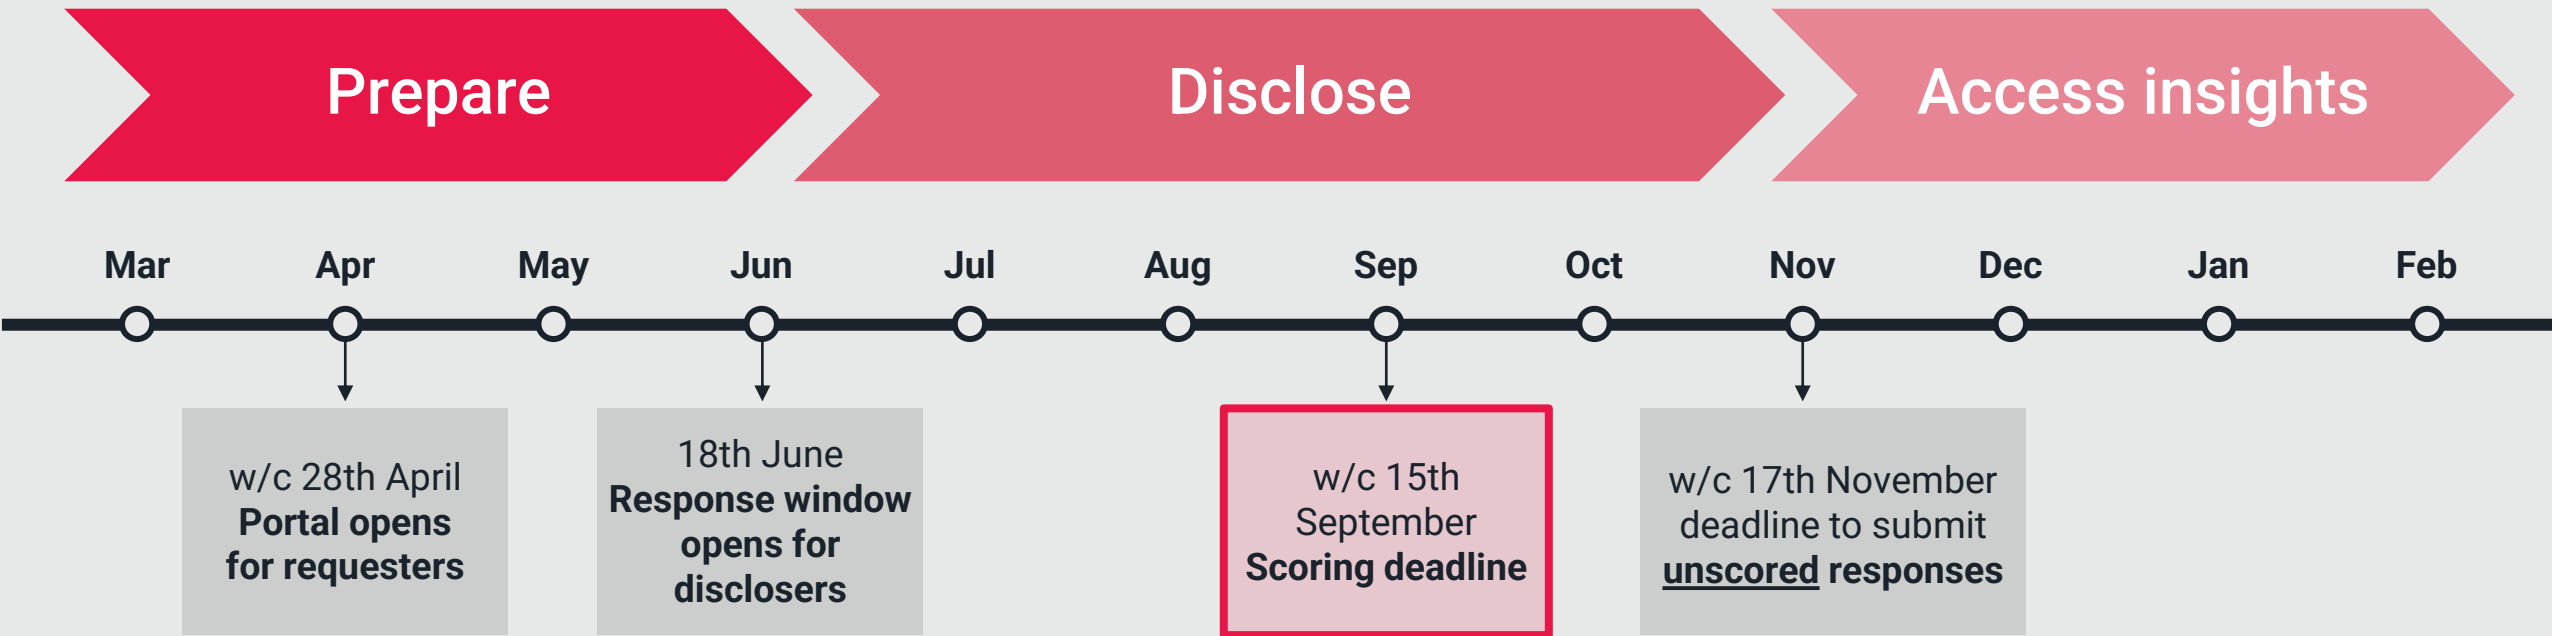 Prepare
Disclose
Access insights
Mar
Apr
May
Jun
Jul
Aug
Sep
Oct
Nov
Dec
Jan
Feb
w/c 28th April
Portal opens
for requesters
18th June
Response window
opens for
disclosers
w/c 15th
September
Scoring deadline
w/c 17th November
deadline to submit
unscored responses